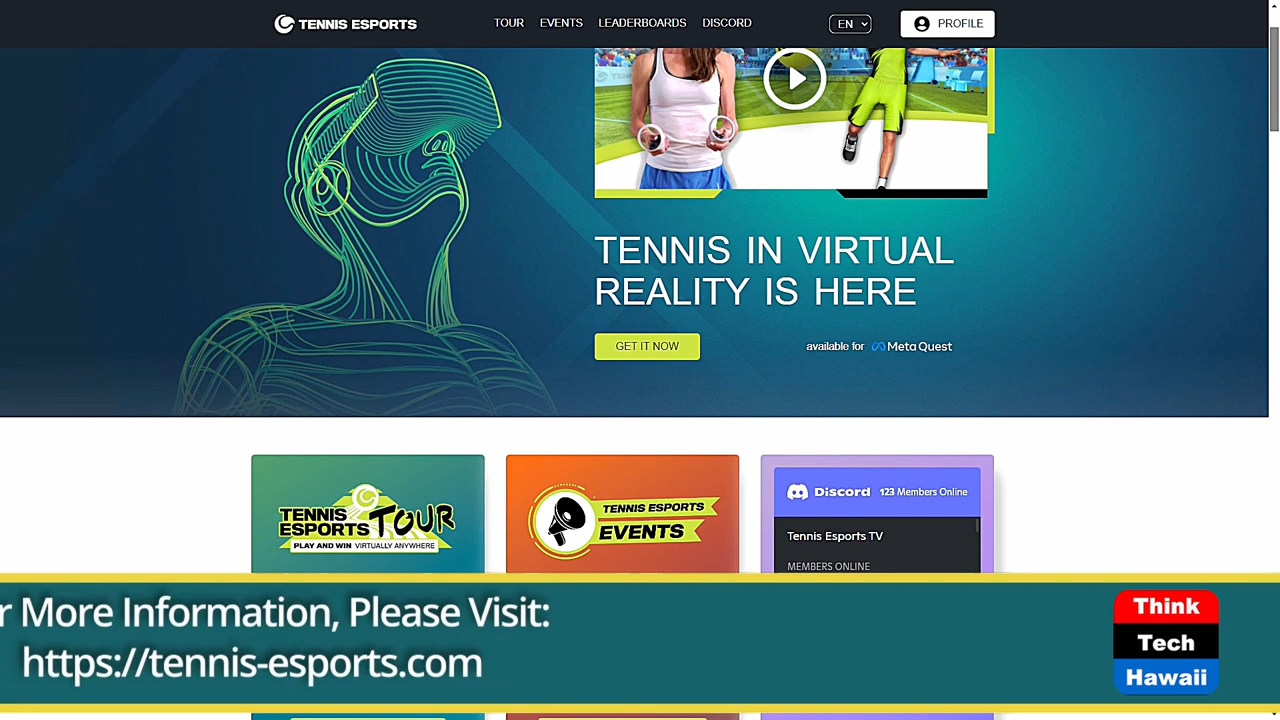 TENNIS ESPORTS
TOUR
EVENTS
LEADERBOARDS
DISCORD
EN
PROFILE
TENNIS IN VIRTUAL
REALITY IS HERE
GET IT NOW
available for Meta Quest
TENNIS
ESPORTS TOUR
PLAY AND WIN VIRTUALLY ANYWHERE
TENNIS ESPORTS
EVENTS
Discord
123 Members Online
Tennis Esports TV
MEMBERS ONLINE
r More Information, Please Visit:
https://tennis-esports.com
Think
Tech
Hawaii